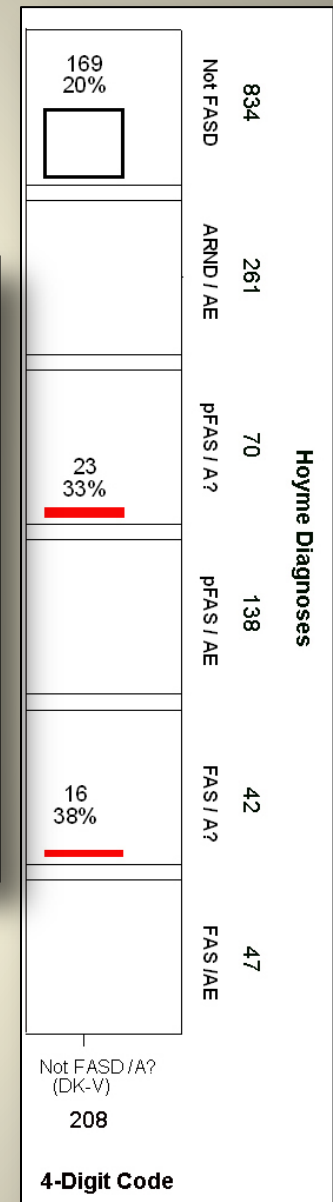 169
20%
Not FASD
834
ARND / AE
261
23
33%
pFAS / A?
70
Hoyme Diagnoses
pFAS / AE
138
16
38%
FAS / A?
42
FAS /AE
47
Not FASD /A?
(DK-V)
208
4-Digit Code